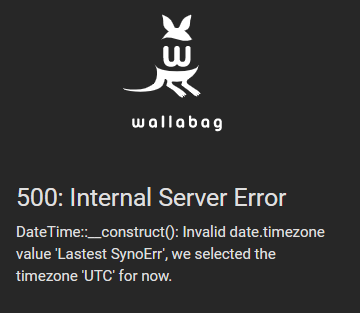 wallabag
500: Internal Server Error
DateTime::__construct(): Invalid date.timezone
value 'Lastest SynoErr', we selected the
timezone 'UTC' for now.